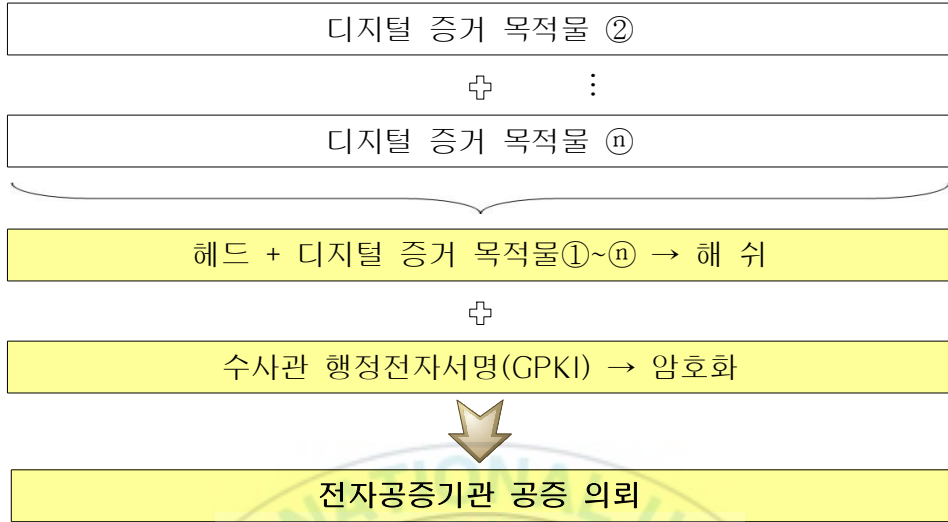 디지털 증거 목적물 ②
⋮
디지털 증거 목적물 ⓝ
헤드 + 디지털 증거 목적물①~ⓝ → 해 쉬
수사관 행정전자서명(GPKI) → 암호화
전자공증기관 공증 의뢰
NATIONAL U